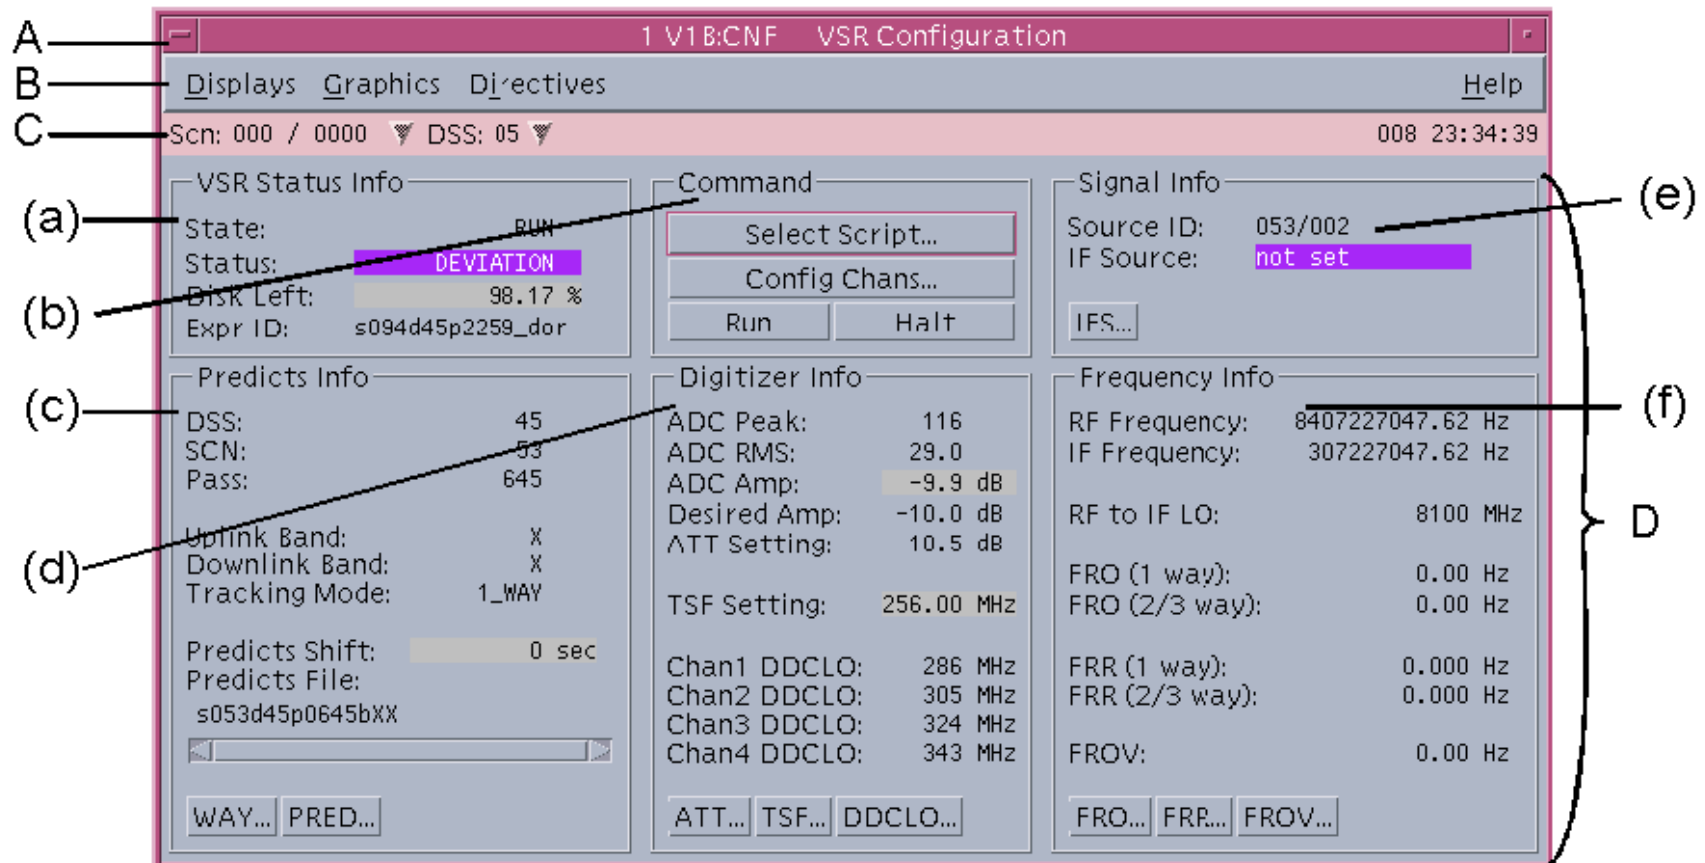 A
1 V1B:CNF VSR Configuration
B
Displays Graphics Directives Help
C
Scn: 000 / 0000 DSS: 05 008 23:34:39
VSR Status Info
(a)
State: RUN
Status: DEVIATION
Disk Left: 98.17 %
(b)
Expr ID: s094d45p2259_dor
Command
Select Script...
Config Chans...
Run Halt
Signal Info
(e)
Source ID: 053/002
IF Source: not set
IFS...
Predicts Info
(c)
DSS: 45
SCN: 53
Pass: 645
Uplink Band: X
Downlink Band: X
(d)
Tracking Mode: 1_WAY
Predicts Shift: 0 sec
Predicts File:
s053d45p0645bXX
WAY... PRED...
Digitizer Info
ADC Peak: 116
ADC RMS: 29.0
ADC Amp: -9.9 dB
Desired Amp: -10.0 dB
ATT Setting: 10.5 dB
TSF Setting: 256.00 MHz
Chan1 DDCLO: 286 MHz
Chan2 DDCLO: 305 MHz
Chan3 DDCLO: 324 MHz
Chan4 DDCLO: 343 MHz
ATT... TSF... DDCLO...
Frequency Info
(f)
RF Frequency: 8407227047.62 Hz
IF Frequency: 307227047.62 Hz
RF to IF LO: 8100 MHz
D
FRO (1 way): 0.00 Hz
FRO (2/3 way): 0.00 Hz
FRR (1 way): 0.000 Hz
FRR (2/3 way): 0.000 Hz
FROV: 0.00 Hz
FRO... FRR... FROV...